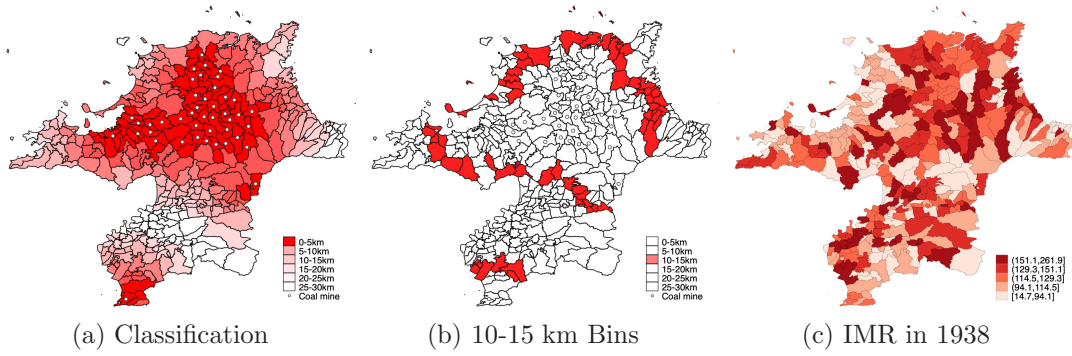 0-5km
5-10km
10-15km
15-20km
20-25km
25-30km
Coal mine
(a) Classification
0-5km
5-10km
10-15km
15-20km
20-25km
25-30km
Coal mine
(b) 10-15 km Bins
(151.1,261.9]
(129.3,151.1]
(114.5,129.3]
(94.1,114.5]
[14.7,94.1]
(c) IMR in 1938